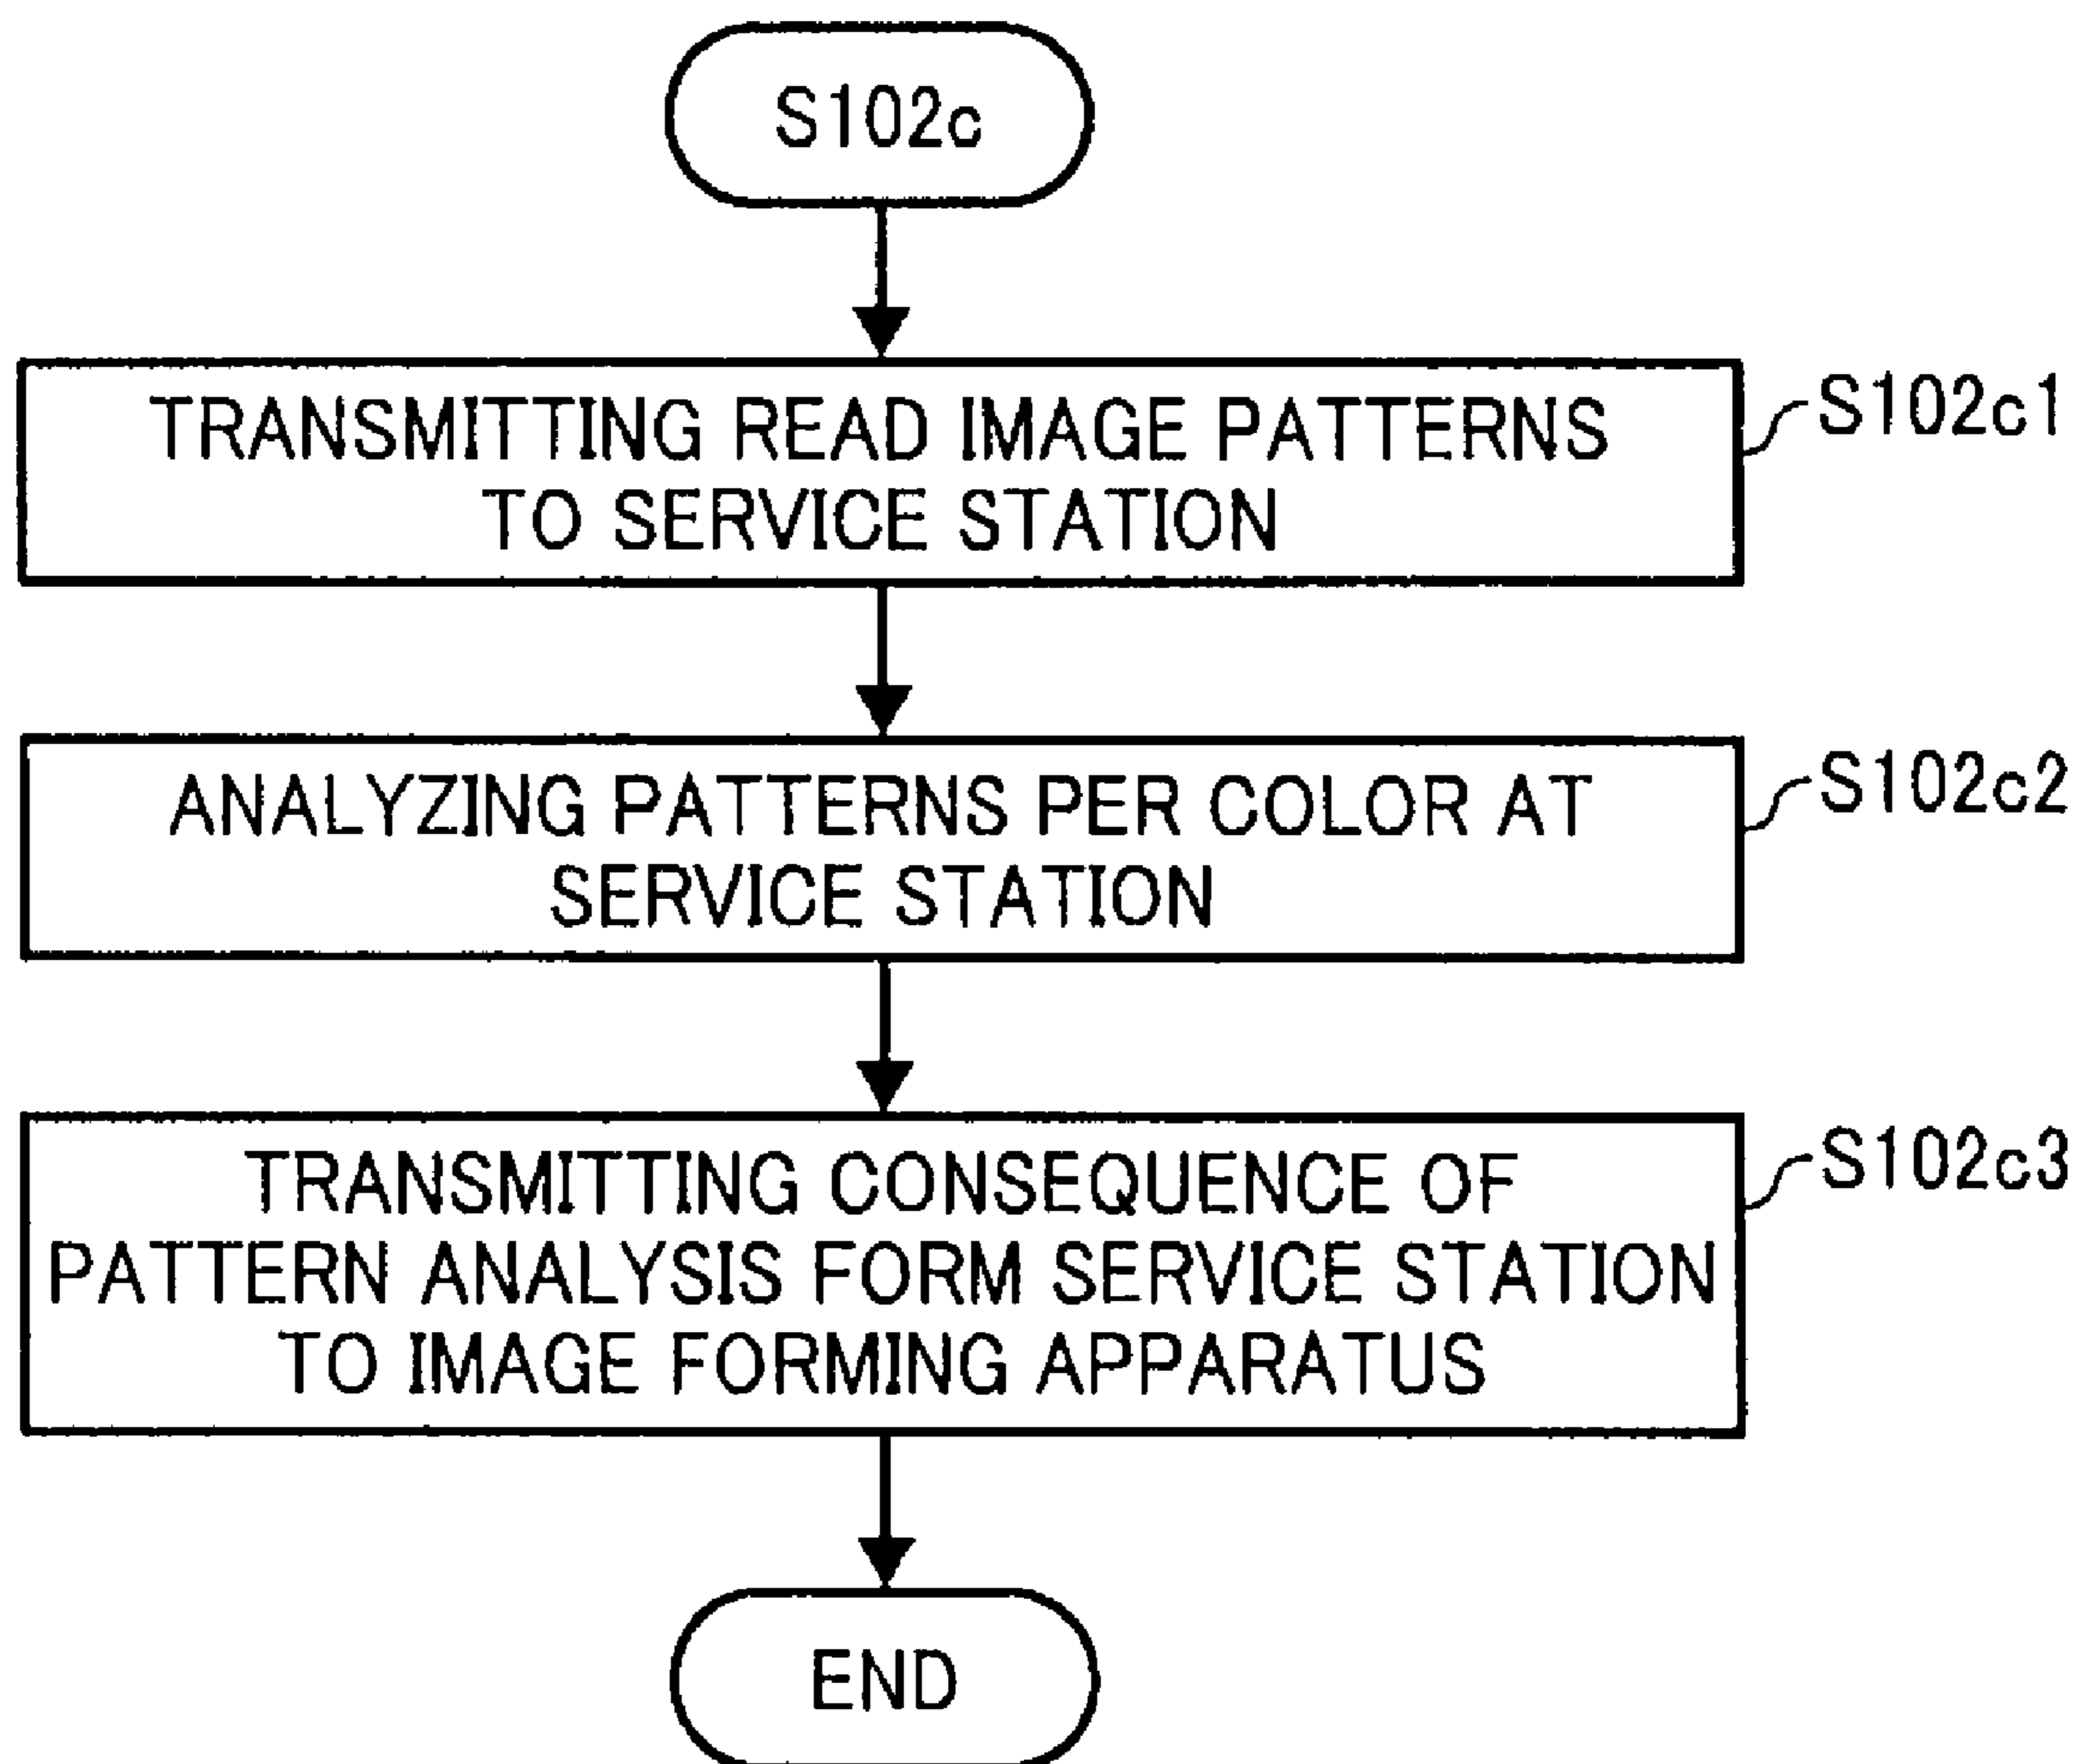 S102c
TRANSMITTING READ IMAGE PATTERNS
TO SERVICE STATION
S102c1
ANALYZING PATTERNS PER COLOR AT
SERVICE STATION
S102c2
TRANSMITTING CONSEQUENCE OF
PATTERN ANALYSIS FORM SERVICE STATION
TO IMAGE FORMING APPARATUS
S102c3
END